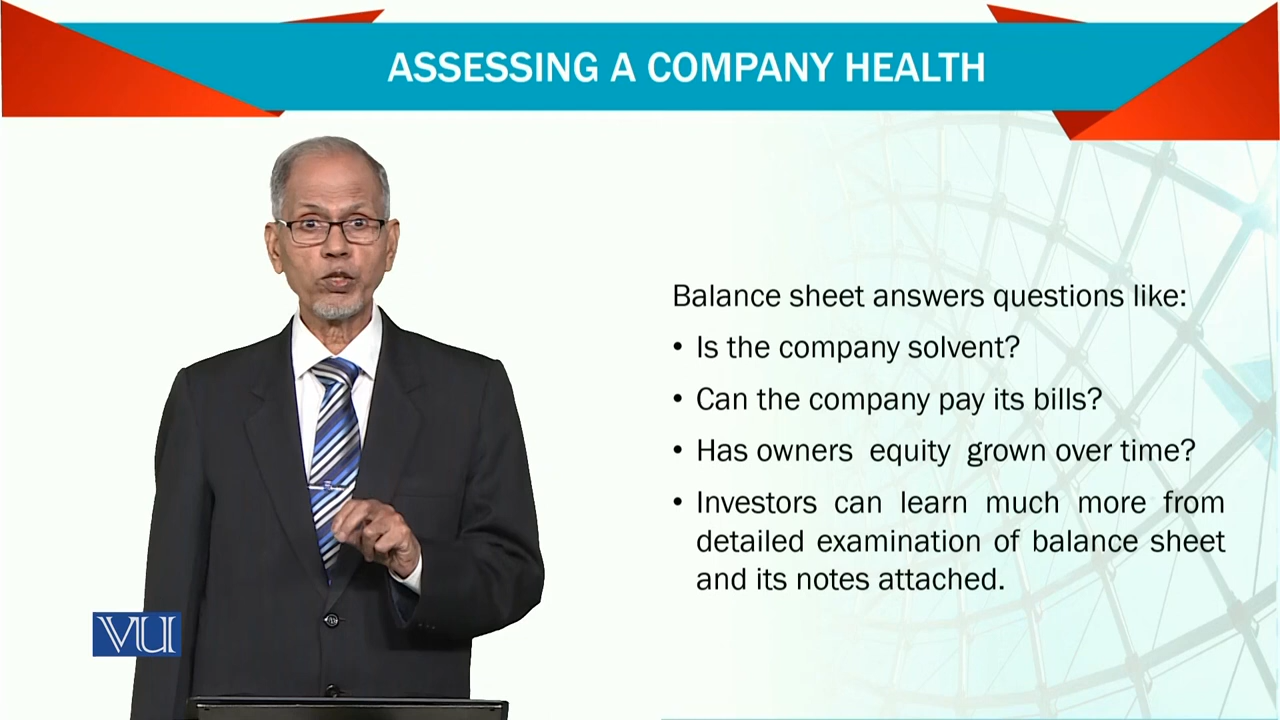 ASSESSING A COMPANY HEALTH
Balance sheet answers questions like:
• Is the company solvent?
• Can the company pay its bills?
• Has owners equity grown over time?
• Investors can learn much more from
detailed examination of balance sheet
and its notes attached.
VU